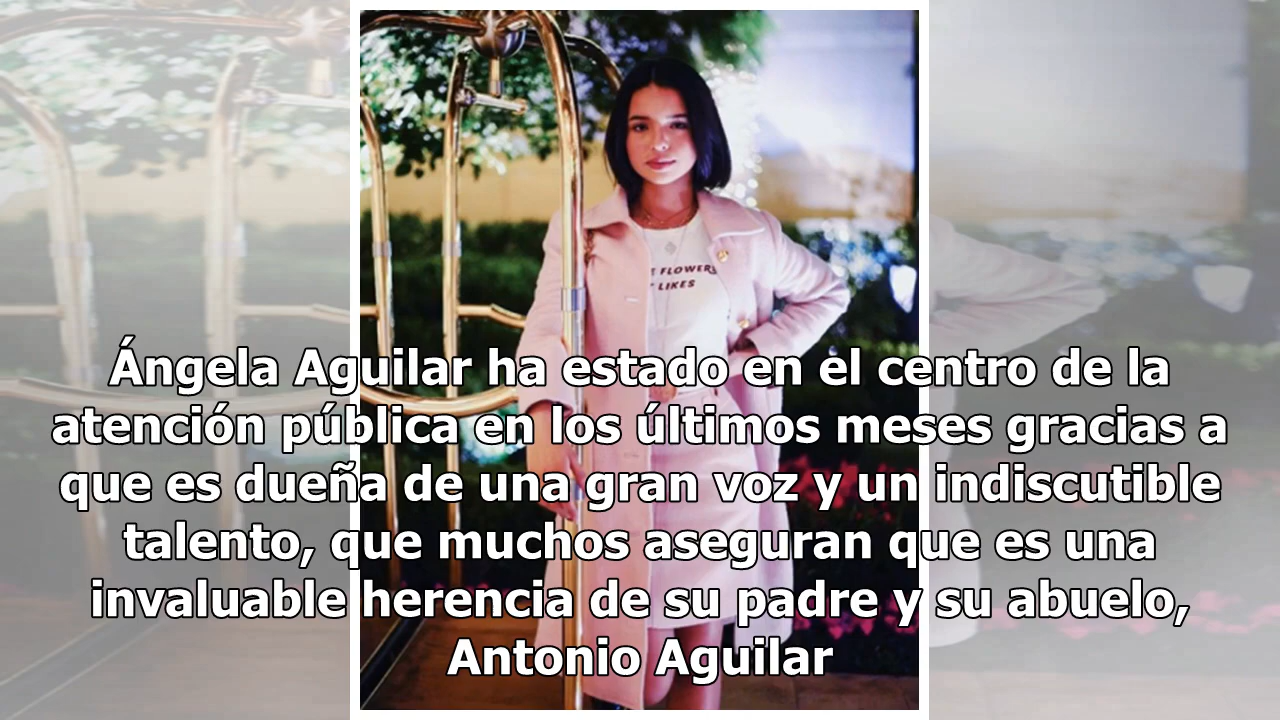 E FLOWERS
LIKES
Ángela Aguilar ha estado en el centro de la
atención pública en los últimos meses gracias a
que es dueña de una gran voz y un indiscutible
talento, que muchos aseguran que es una
invaluable herencia de su padre y su abuelo,
Antonio Aguilar